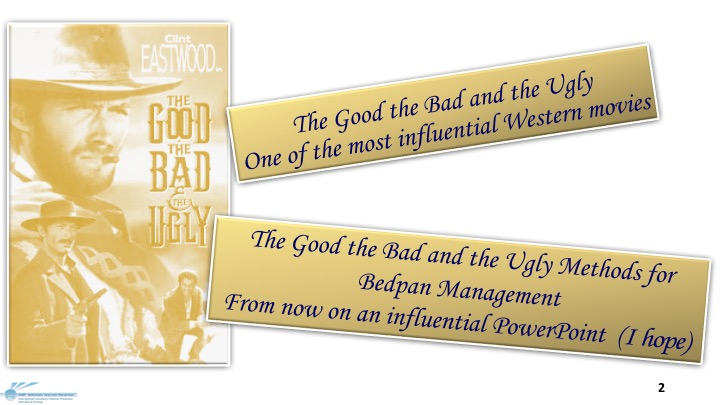 Clint
EASTWOOD
THE
GOOD
THE
BAD
&
THE
UGLY
The Good the Bad and the Ugly
One of the most influential Western movies
The Good the Bad and the Ugly Methods for
Bedpan Management
From now on an influential PowerPoint (I hope)
2